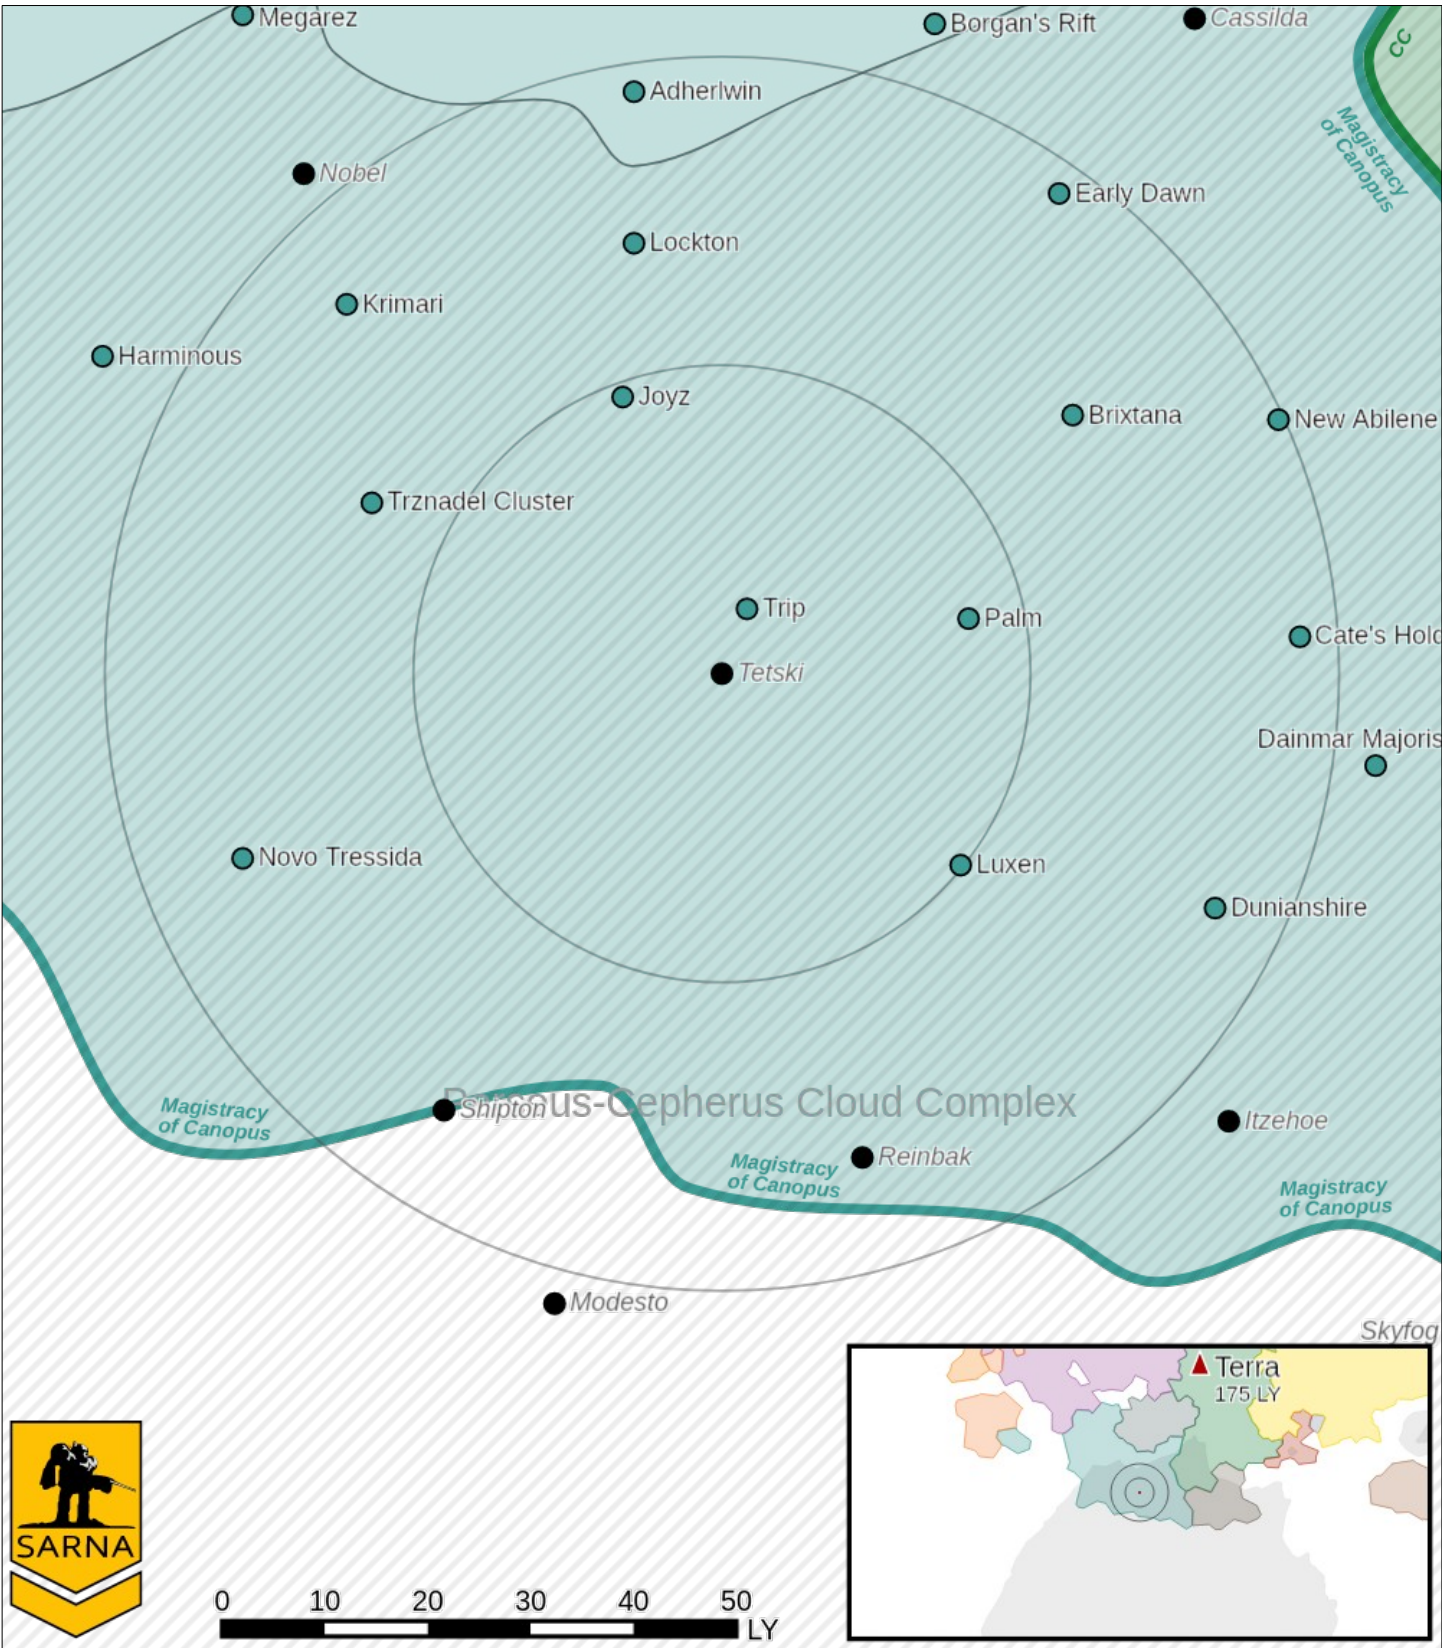 Megarez
Borgan's Rift
Cassilda
CC
Adherlwin
Magistracy
of Canopus
Nobel
Early Dawn
Lockton
Krimari
Harminous
Joyz
Brixtana
New Abilene
Trznadel Cluster
Trip
Palm
Cate's Hold
Tetski
Dainmar Majoris
Novo Tressida
Luxen
Dunianshire
Magistracy
of Canopus
Shipton
Cepherus Cloud Complex
Itzehoe
Reinbak
Magistracy
of Canopus
Magistracy
of Canopus
Modesto
Skyfog
Terra
175 LY
SARNA
0 10 20 30 40 50
LY